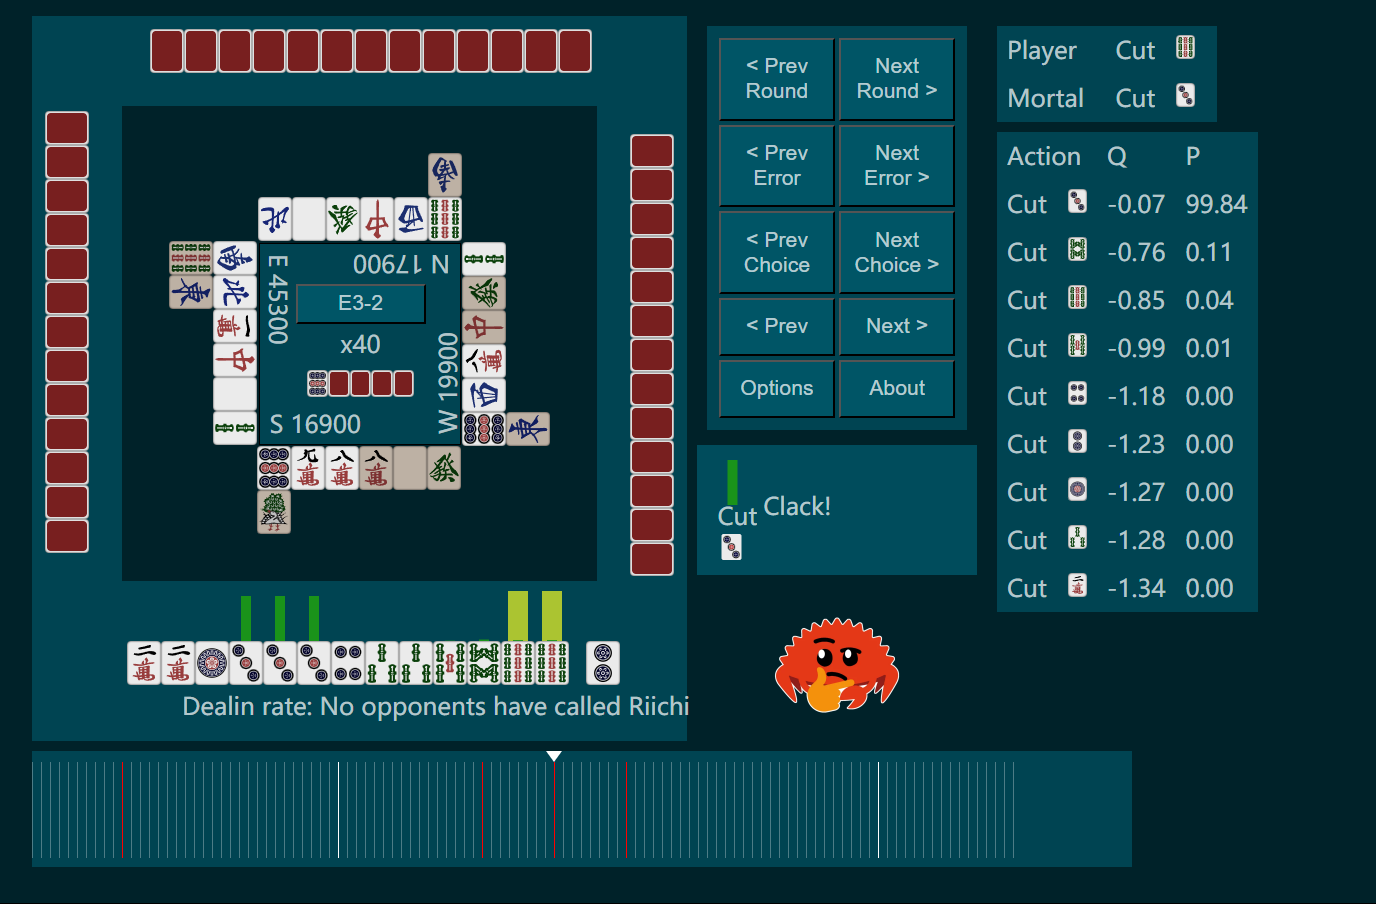 < Prev Round
Next Round >
< Prev Error
Next Error >
< Prev Choice
Next Choice >
< Prev
Next >
Options
About
Player Cut
Mortal Cut
Action Q P
Cut -0.07 99.84
Cut -0.76 0.11
Cut -0.85 0.04
Cut -0.99 0.01
Cut -1.18 0.00
Cut -1.23 0.00
Cut -1.27 0.00
Cut -1.28 0.00
Cut -1.34 0.00
N 17900
E 45300
E3-2
x40
W 19900
S 16900
Cut
Clack!
Dealin rate: No opponents have called Riichi